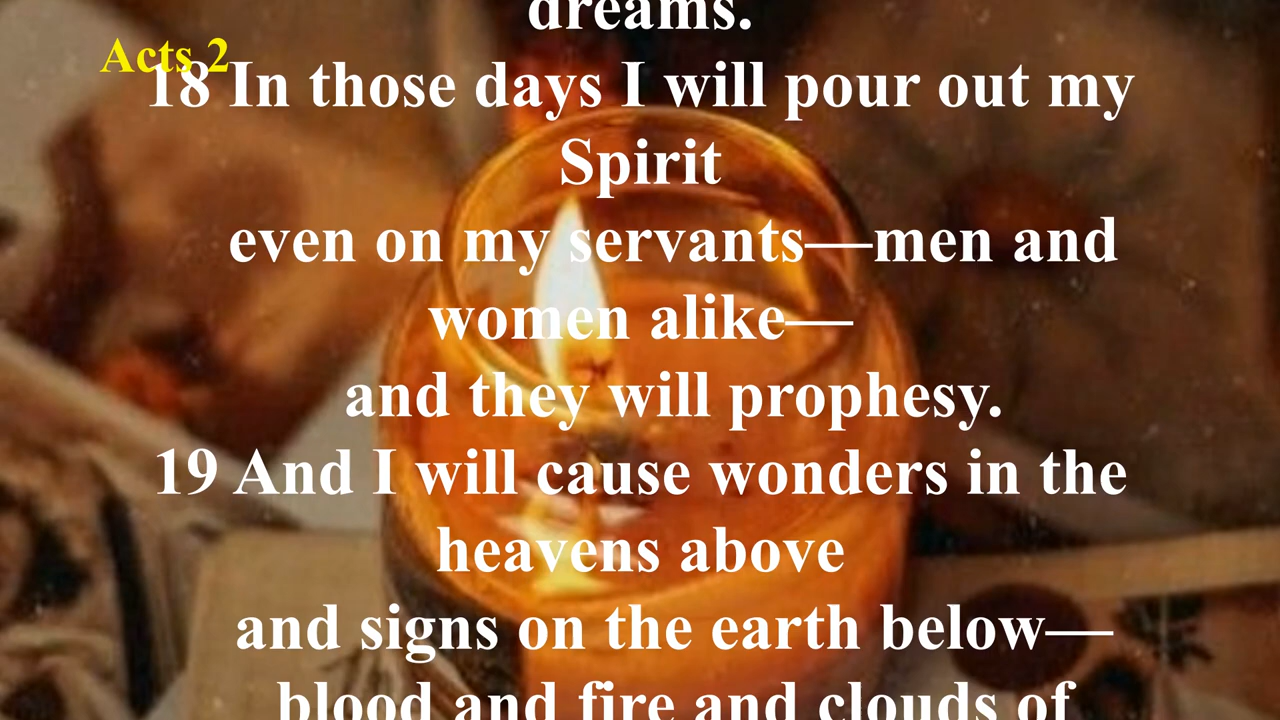 dreams.
Acts 2
18 In those days I will pour out my
Spirit
even on my servants—men and
women alike—
and they will prophesy.
19 And I will cause wonders in the
heavens above
and signs on the earth below—
blood and fire and clouds of